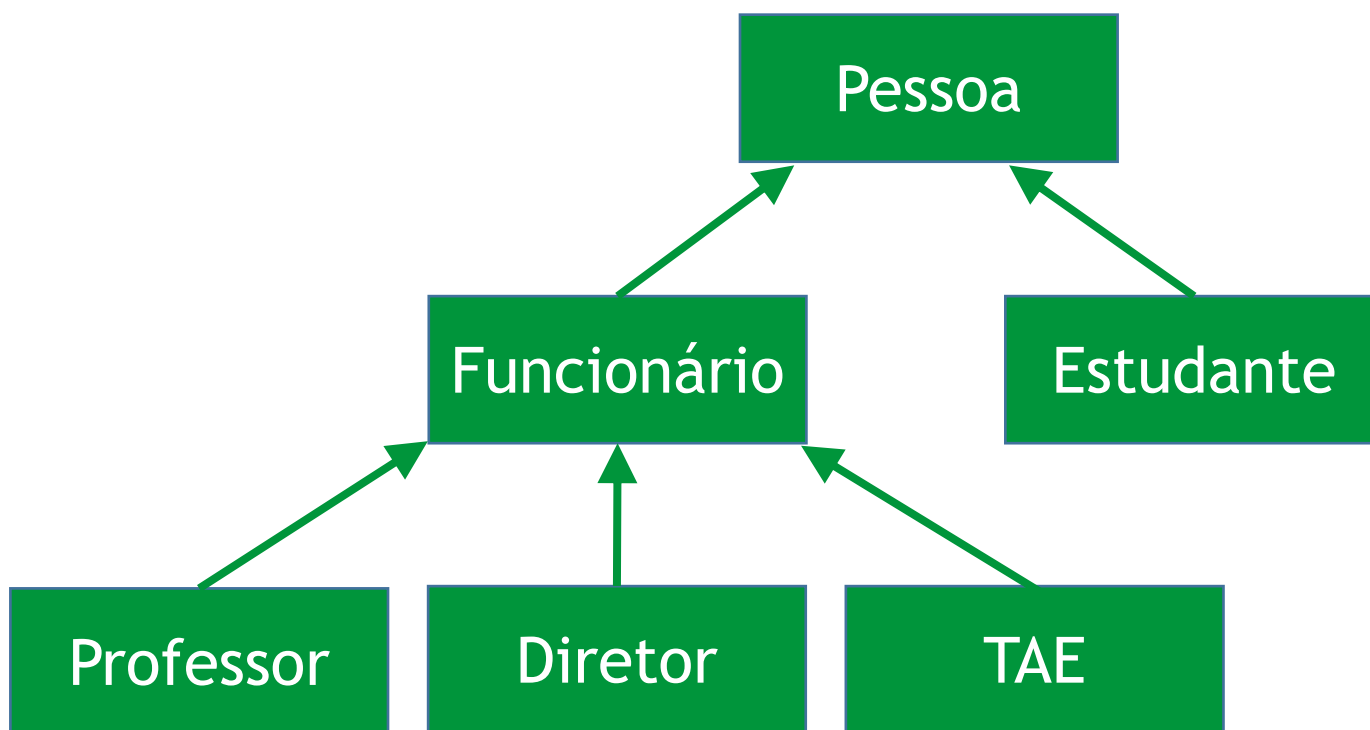 Pessoa
Funcionário
Estudante
Professor
Diretor
TAE